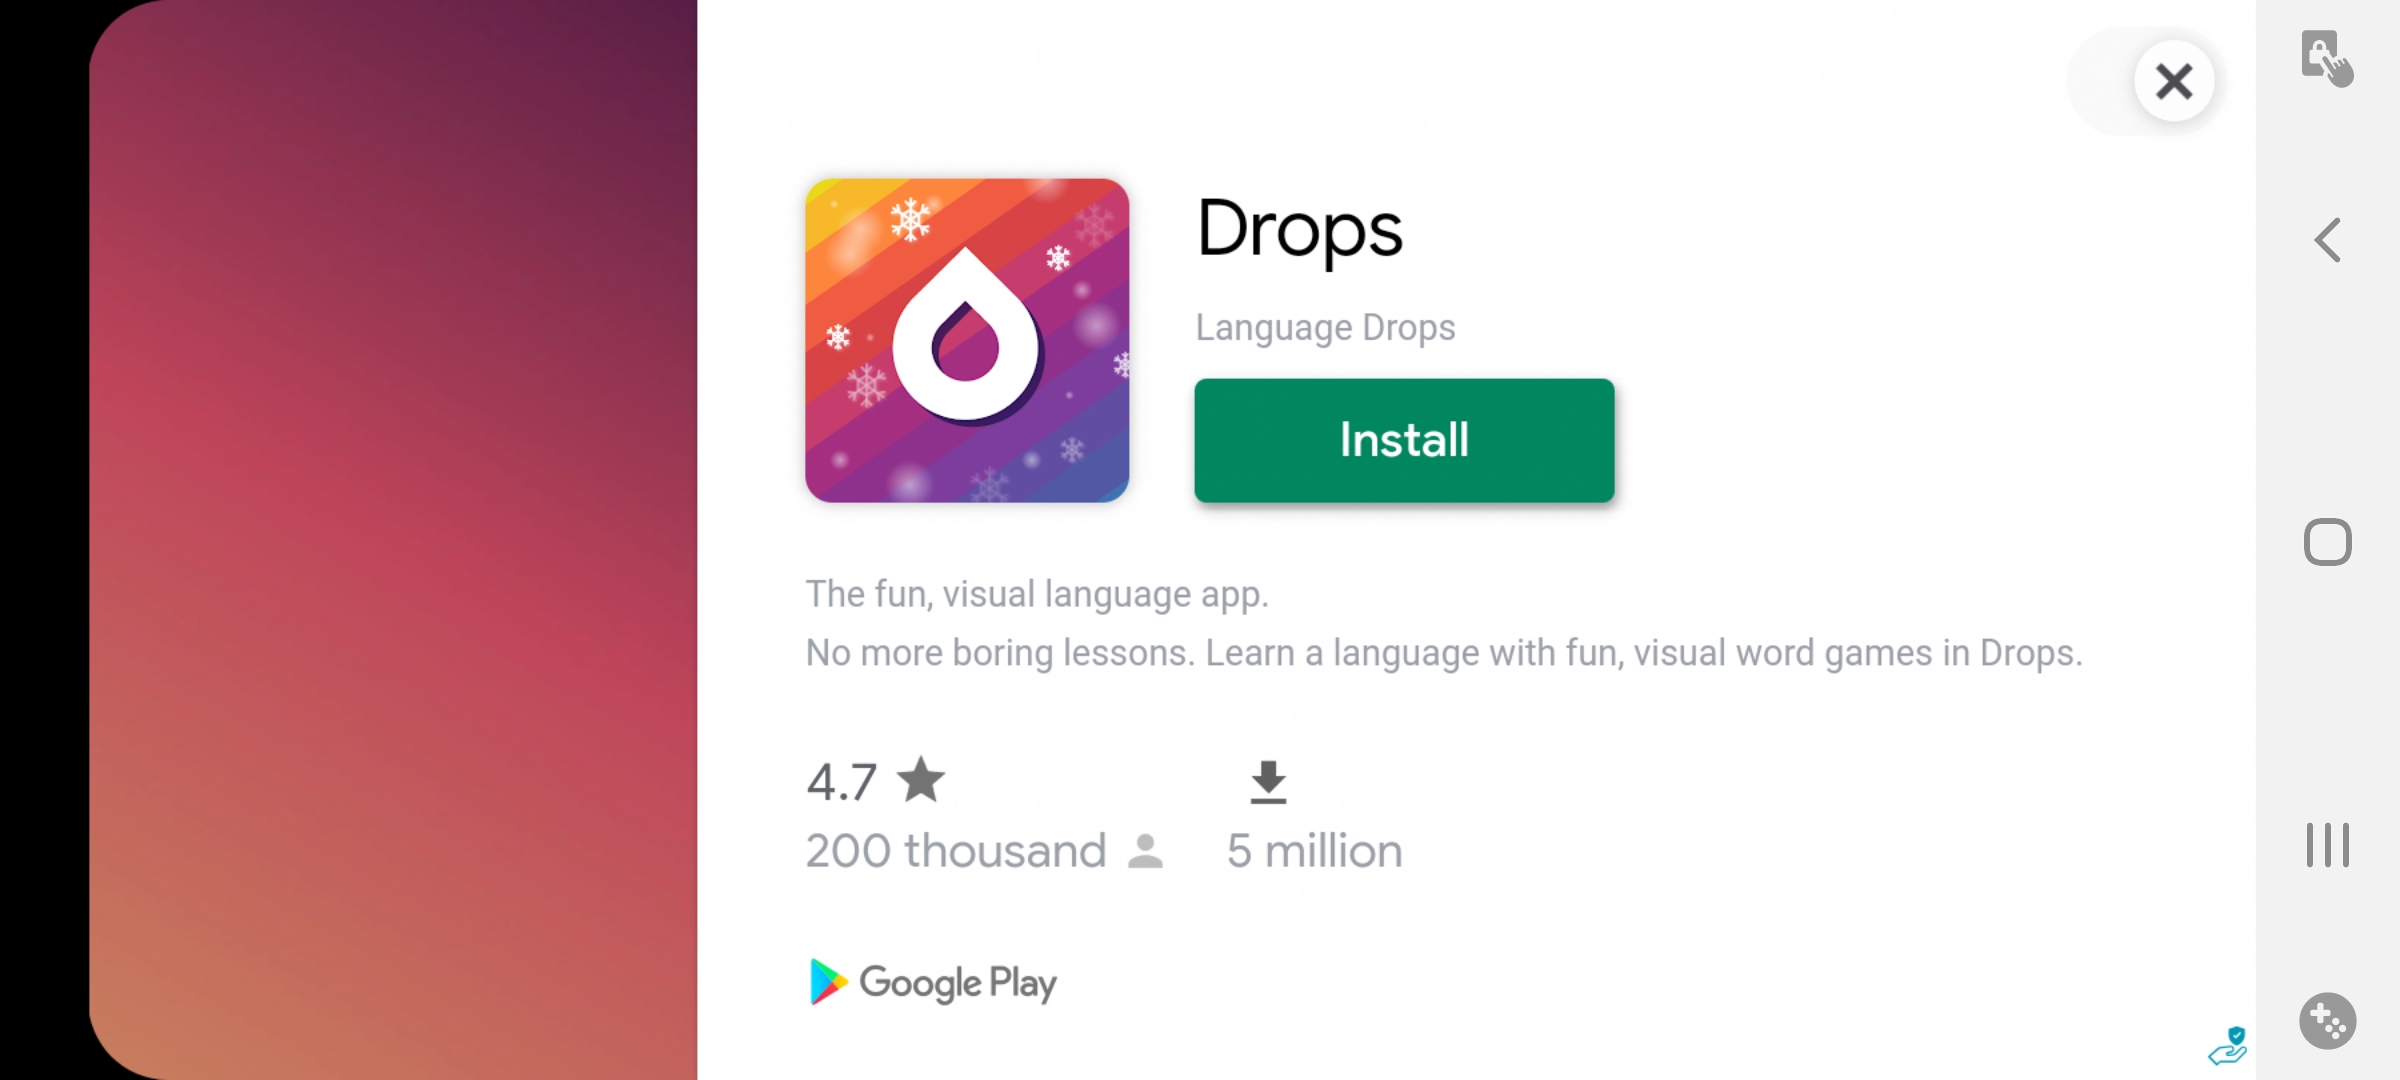 Drops
Language Drops
Install
The fun, visual language app.
No more boring lessons. Learn a language with fun, visual word games in Drops.
4.7
200 thousand
5 million
Google Play